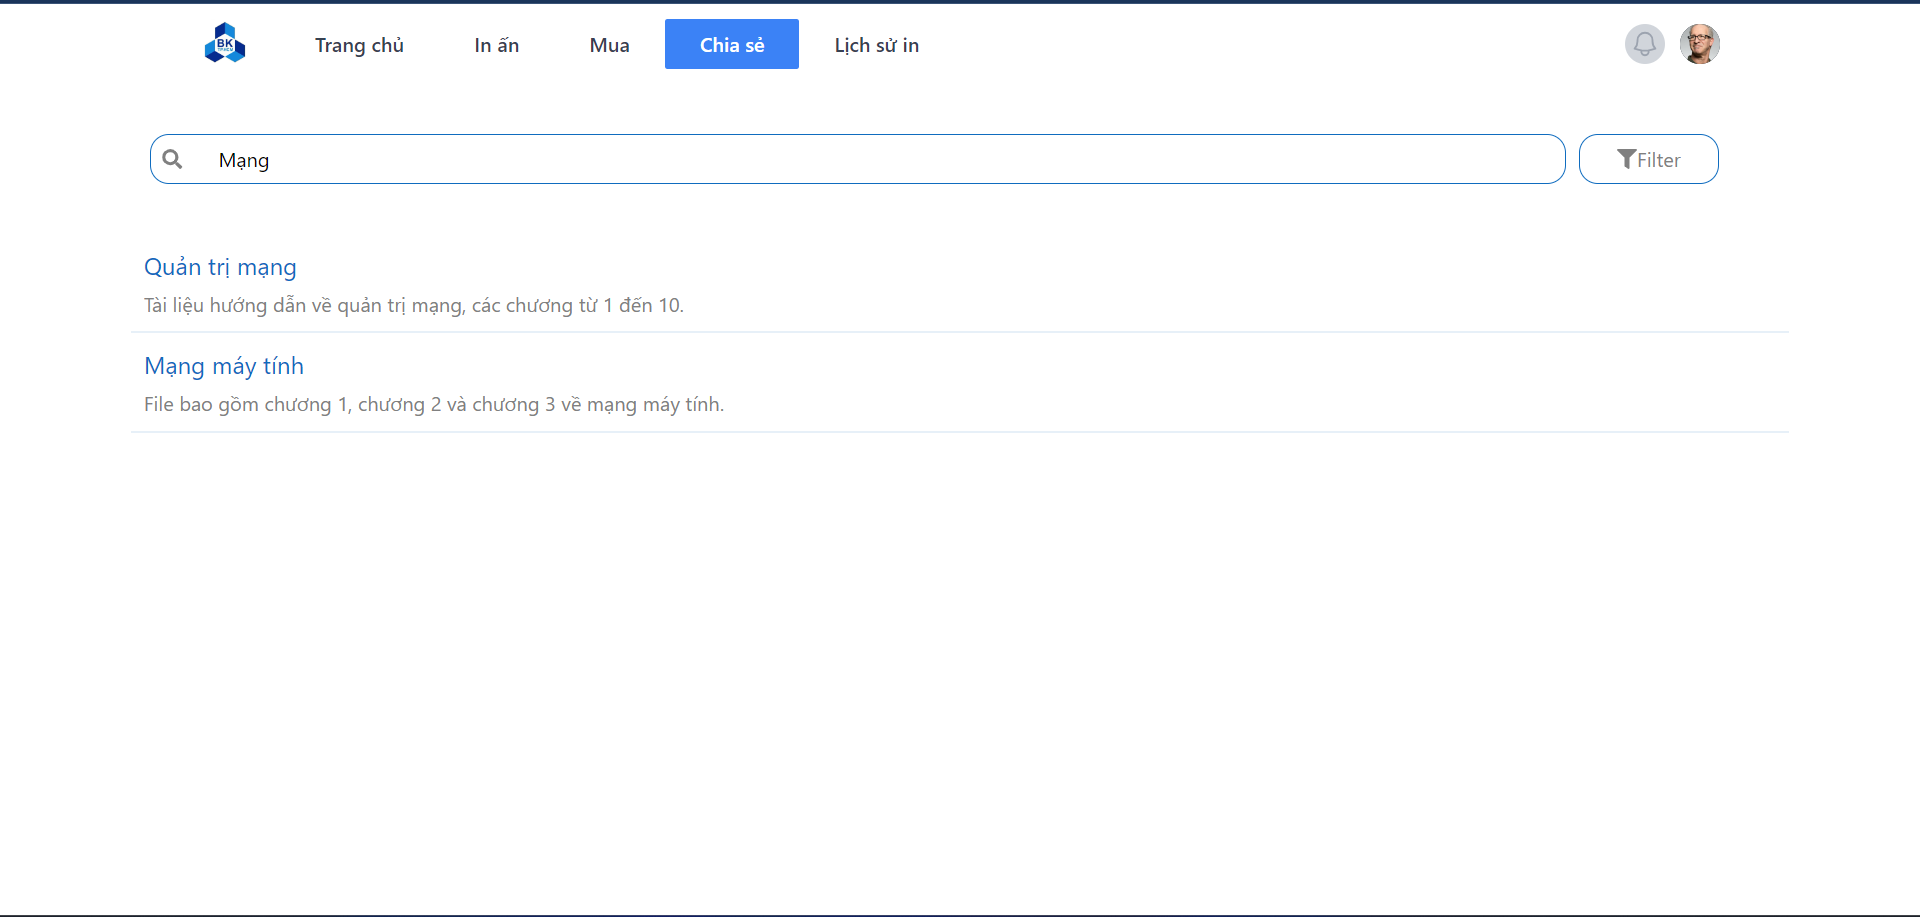 BK
Trang chủ
In ấn
Mua
Chia sẻ
Lịch sử in
Mạng
Filter
Quản trị mạng
Tài liệu hướng dẫn về quản trị mạng, các chương từ 1 đến 10.
Mạng máy tính
File bao gồm chương 1, chương 2 và chương 3 về mạng máy tính.